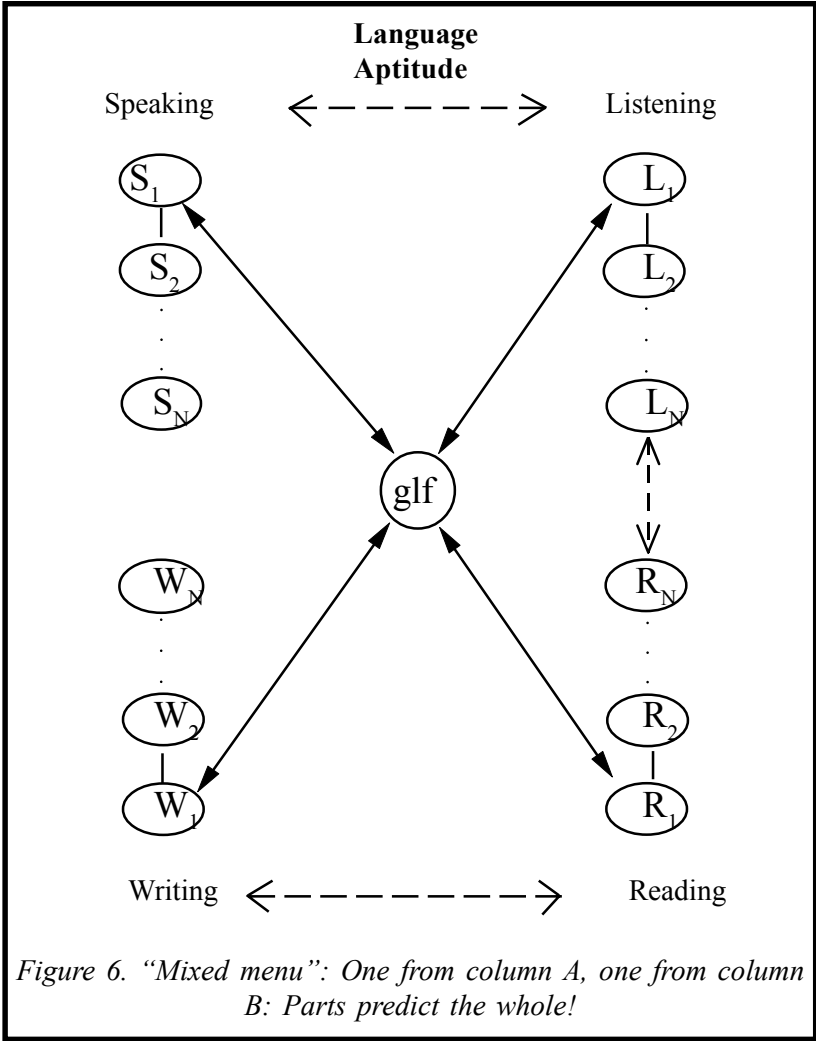 Language
Aptitude
Speaking Listening
S1 L1
S2 L2
SN LN
glf
WN RN
W2 R2
W1 R1
Writing Reading
Figure 6. “Mixed menu”: One from column A, one from column
B: Parts predict the whole!